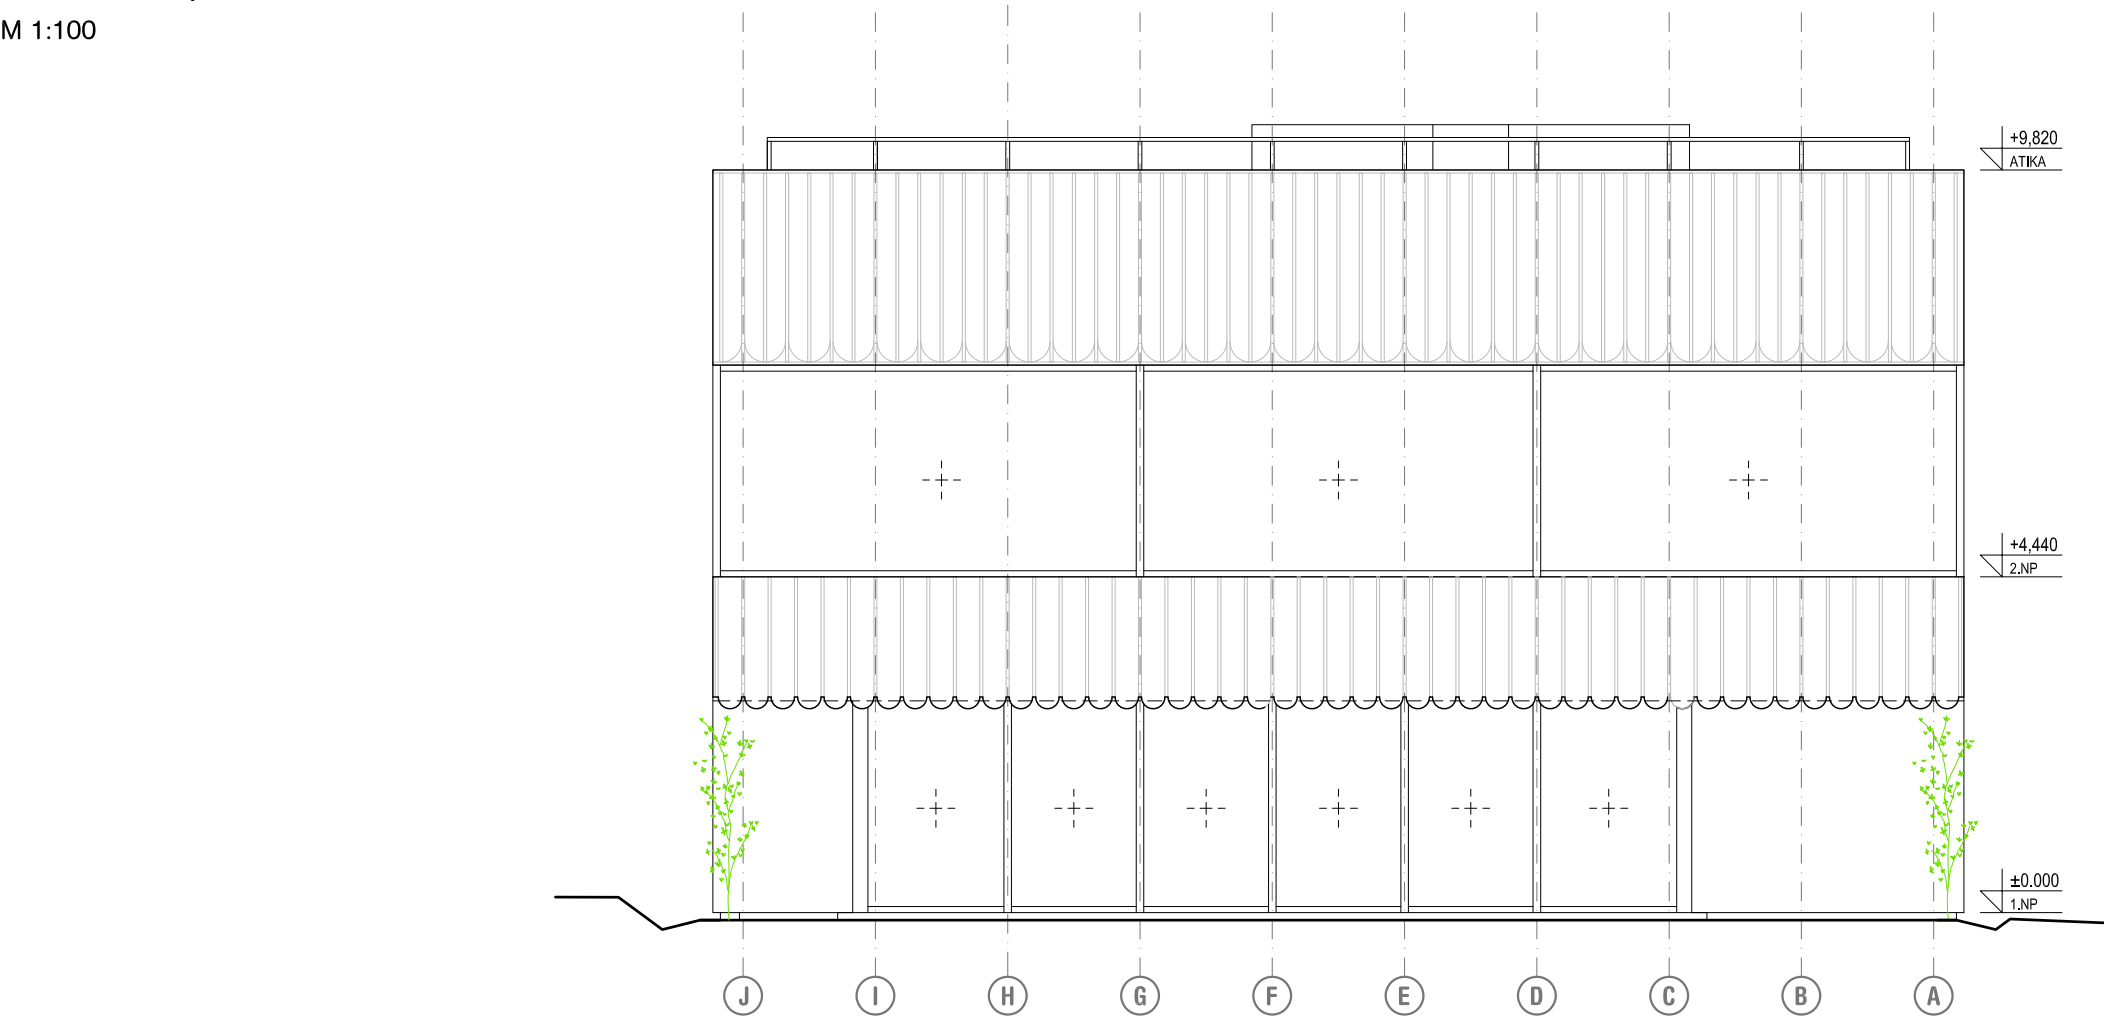 M 1:100
+9,820
ATIKA
+4,440
2.NP
±0.000
1.NP
J I H G F E D C B A